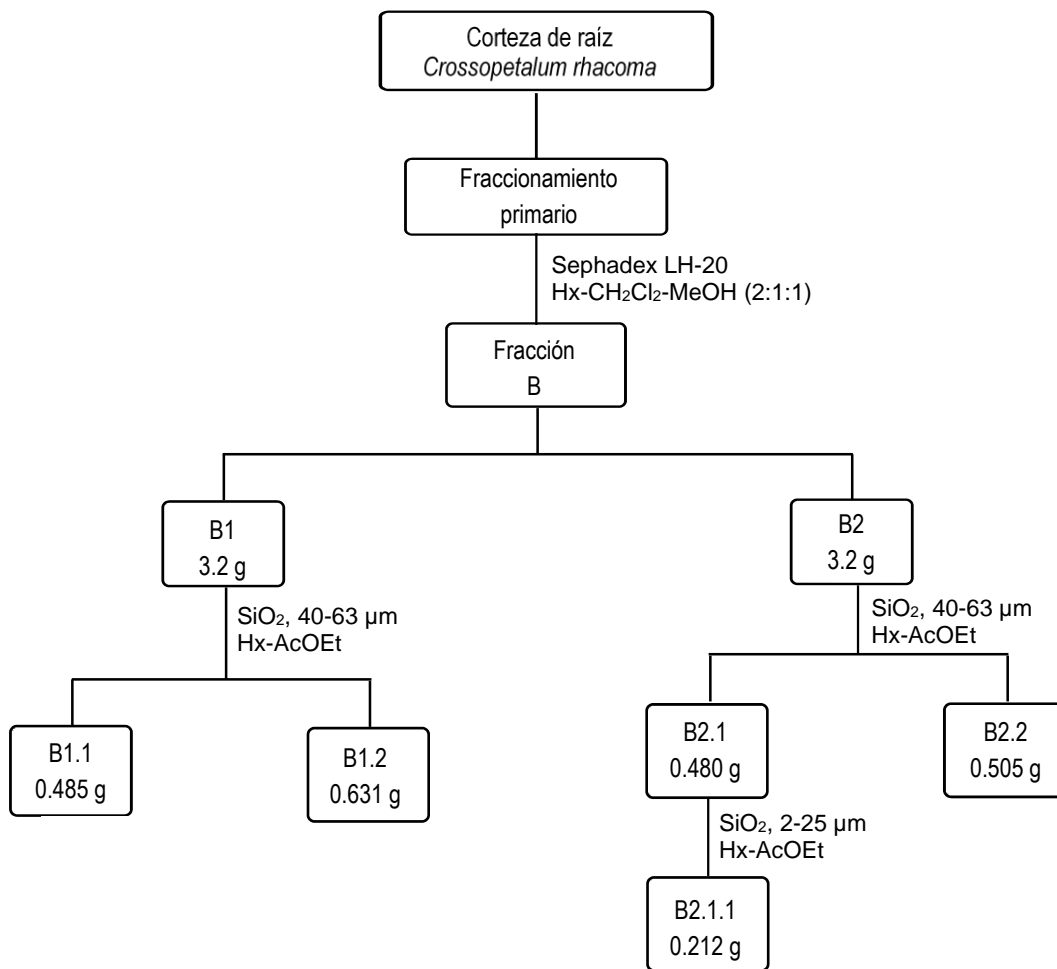 Corteza de raíz
Crossopetalum rhacoma
Fraccionamiento
primario
Sephadex LH-20
Hx-CH₂Cl₂-MeOH (2:1:1)
Fracción
B
B1
3.2 g
B2
3.2 g
SiO₂, 40-63 µm
Hx-AcOEt
SiO₂, 40-63 µm
Hx-AcOEt
B1.1
0.485 g
B1.2
0.631 g
B2.1
0.480 g
B2.2
0.505 g
SiO₂, 2-25 µm
Hx-AcOEt
B2.1.1
0.212 g